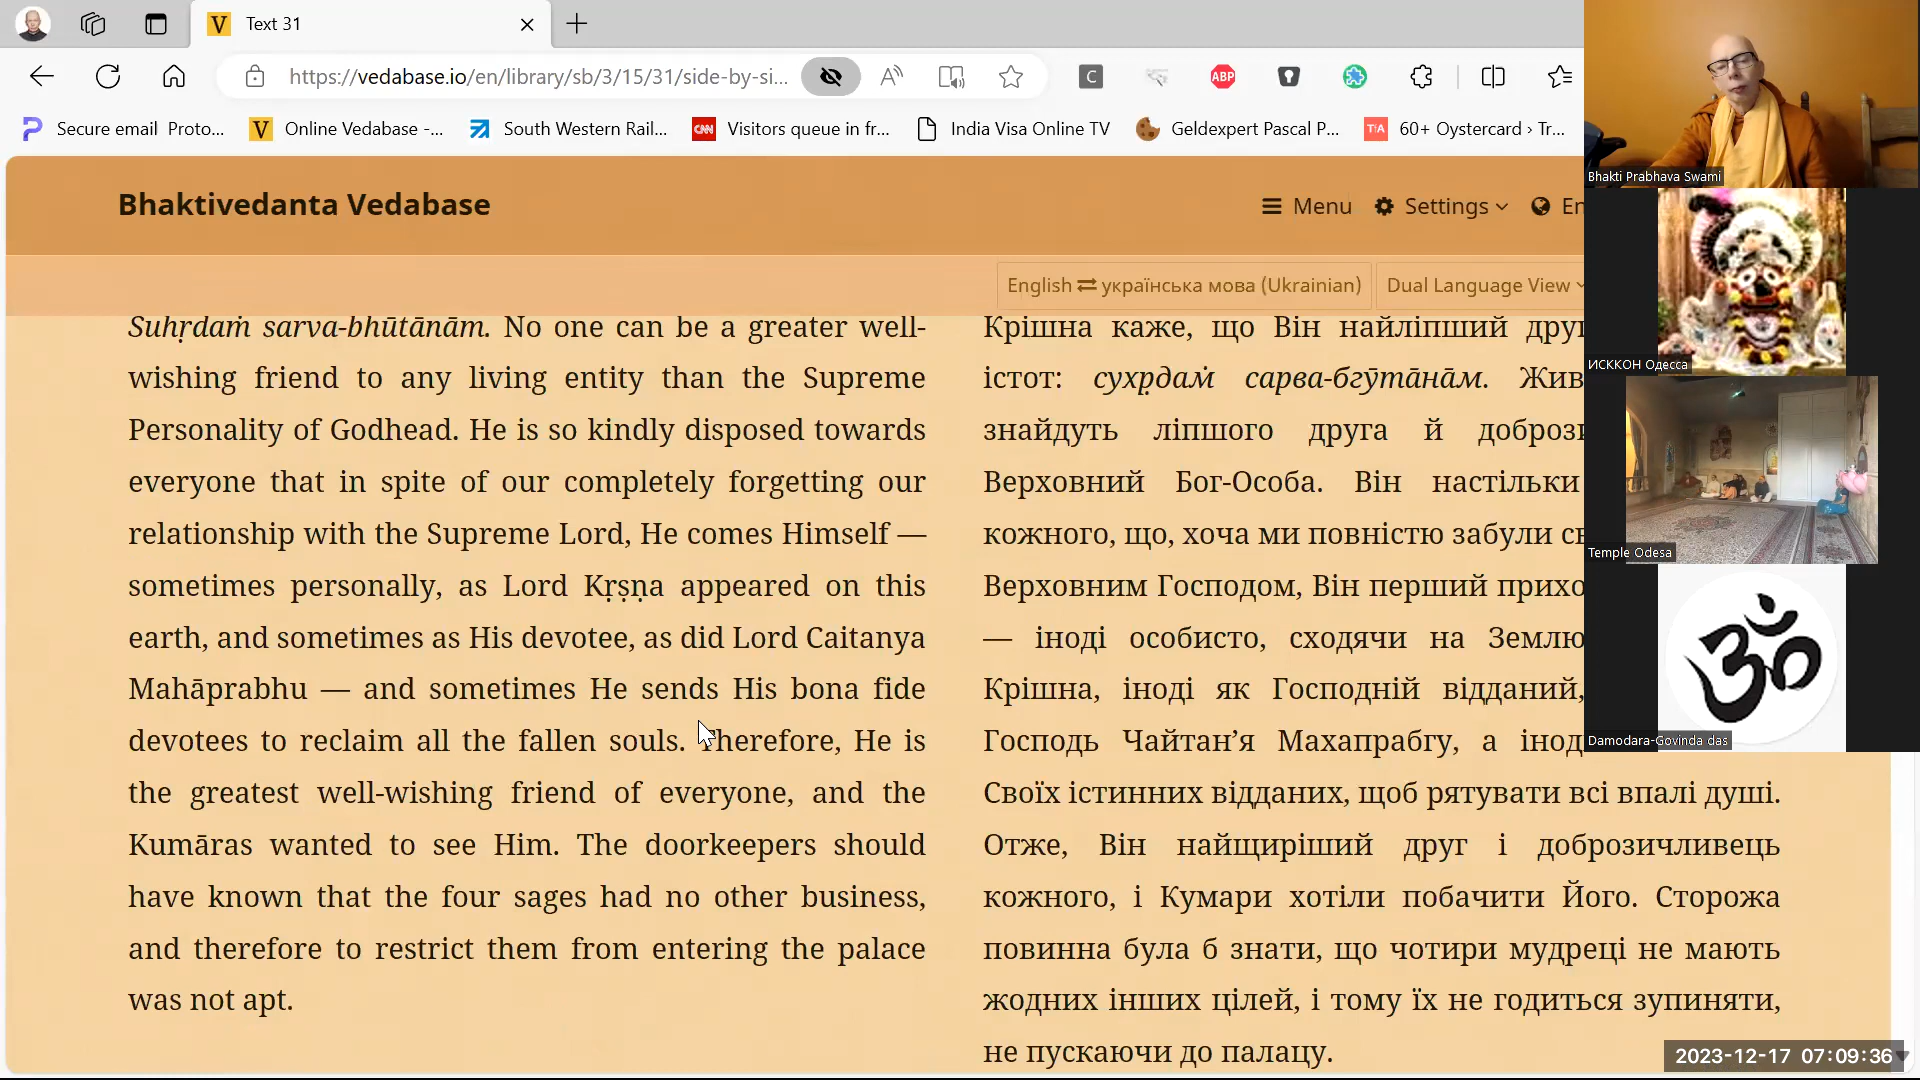 Text 31
https://vedabase.io/en/library/sb/3/15/31/side-by-si...
Secure email Proto...
Online Vedabase -...
South Western Rail...
Visitors queue in fr...
India Visa Online TV
Geldexpert Pascal P...
60+ Oystercard › Tr...
Bhaktivedanta Vedabase
Menu
Settings
En
English ⇄ українська мова (Ukrainian)
Dual Language View
Suhṛdaṁ sarva-bhūtānām. No one can be a greater well-
wishing friend to any living entity than the Supreme
Personality of Godhead. He is so kindly disposed towards
everyone that in spite of our completely forgetting our
relationship with the Supreme Lord, He comes Himself —
sometimes personally, as Lord Kṛṣṇa appeared on this
earth, and sometimes as His devotee, as did Lord Caitanya
Mahāprabhu — and sometimes He sends His bona fide
devotees to reclaim all the fallen souls. Therefore, He is
the greatest well-wishing friend of everyone, and the
Kumāras wanted to see Him. The doorkeepers should
have known that the four sages had no other business,
and therefore to restrict them from entering the palace
was not apt.
Крішна каже, що Він найліпший друг
істот: сухр̣дам̇ сарва-бгӯта̄на̄м. Жив
знайдуть ліпшого друга й добрози
Верховний Бог-Особа. Він настільки
кожного, що, хоча ми повністю забули св
Верховним Господом, Він перший прихо
— іноді особисто, сходячи на Землю
Крішна, іноді як Господній відданий,
Господь Чайтан’я Махапрабгу, а інод
Своїх істинних відданих, щоб рятувати всі впалі душі.
Отже, Він найщиріший друг і доброзичливець
кожного, і Кумари хотіли побачити Його. Сторожа
повинна була б знати, що чотири мудреці не мають
жодних інших цілей, і тому їх не годиться зупиняти,
не пускаючи до палацу.
Bhakti Prabhava Swami
ИСККОН Одесса
Temple Odesa
Damodara-Govinda das
2023-12-17 07:09:36